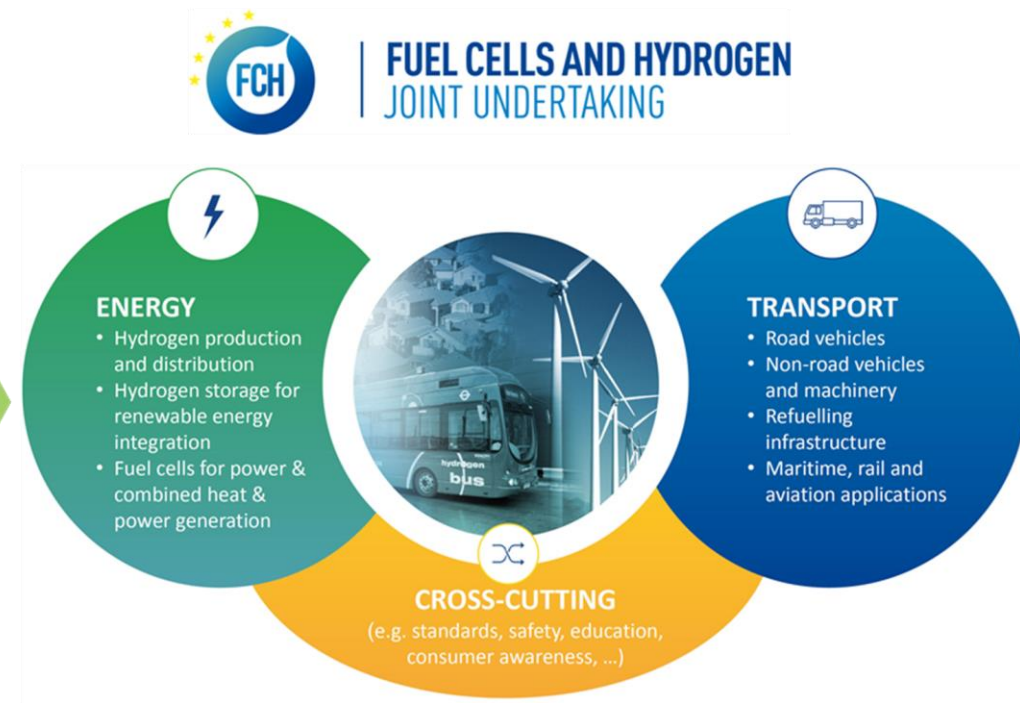 FCH
FUEL CELLS AND HYDROGEN
JOINT UNDERTAKING
ENERGY
• Hydrogen production
and distribution
• Hydrogen storage for
renewable energy
integration
• Fuel cells for power &
combined heat &
power generation
hydrogen
bus
TRANSPORT
• Road vehicles
• Non-road vehicles
and machinery
• Refuelling
infrastructure
• Maritime, rail and
aviation applications
CROSS-CUTTING
(e.g. standards, safety, education,
consumer awareness, ...)